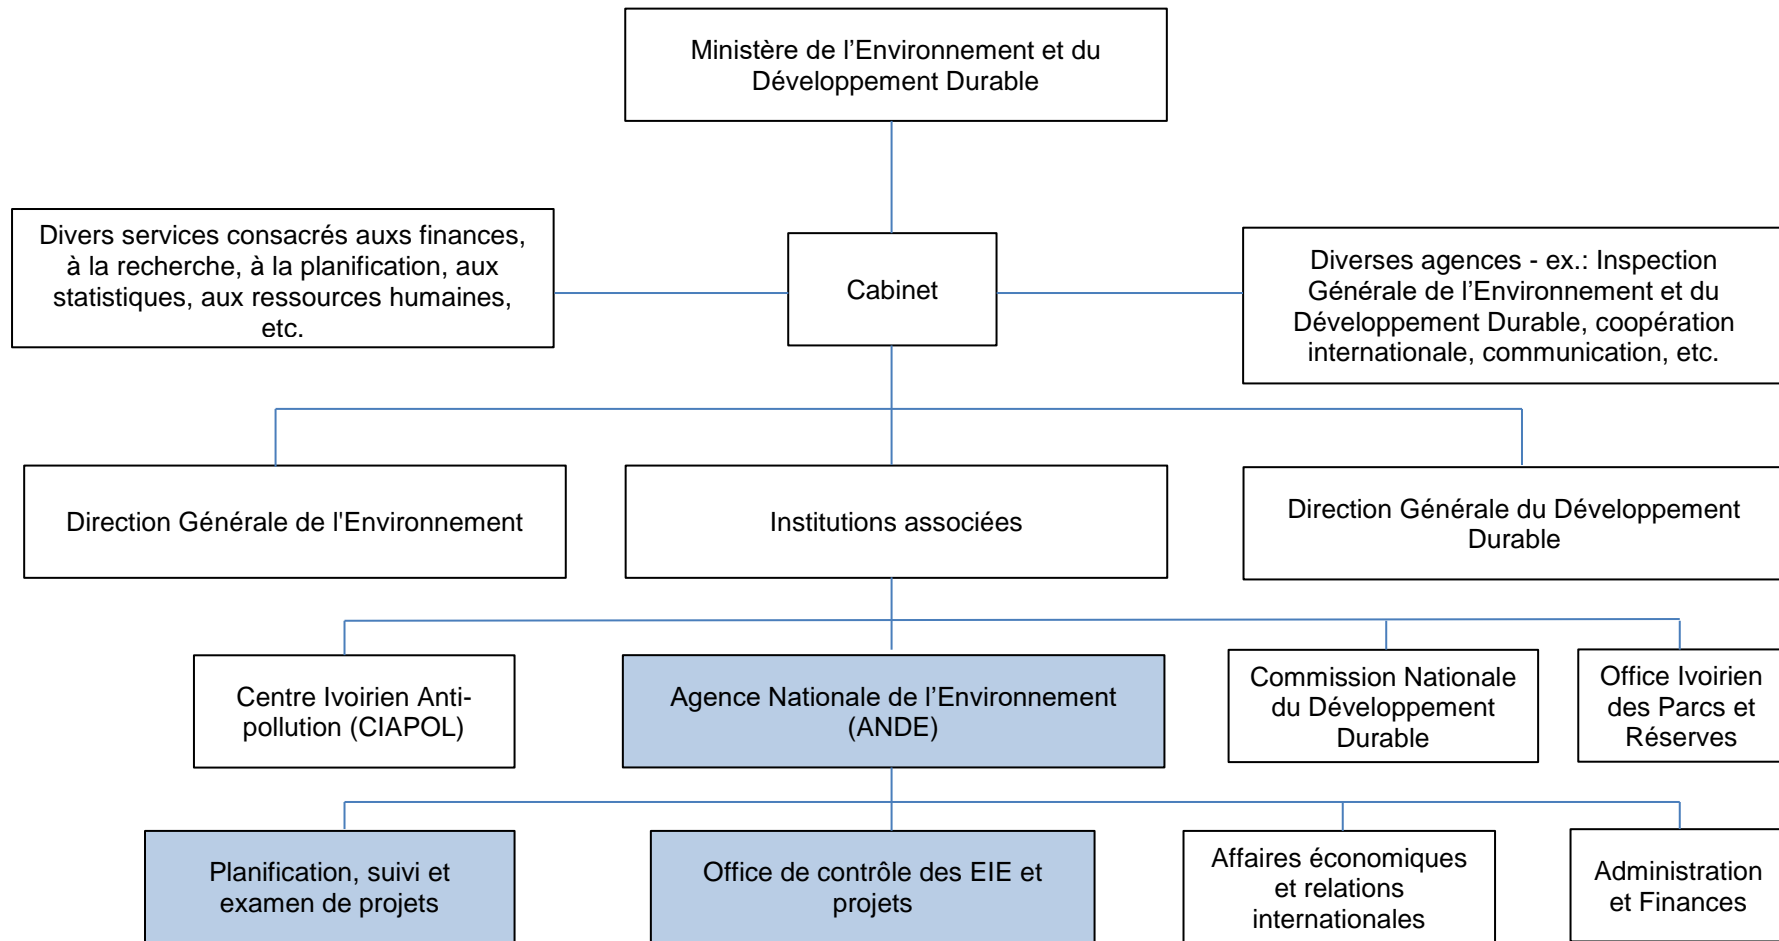 Ministère de l’Environnement et du
Développement Durable
Divers services consacrés auxs finances,
à la recherche, à la planification, aux
statistiques, aux ressources humaines,
etc.
Cabinet
Diverses agences - ex.: Inspection
Générale de l’Environnement et du
Développement Durable, coopération
internationale, communication, etc.
Direction Générale de l'Environnement
Institutions associées
Direction Générale du Développement
Durable
Centre Ivoirien Anti-
pollution (CIAPOL)
Agence Nationale de l’Environnement
(ANDE)
Commission Nationale
du Développement
Durable
Office Ivoirien
des Parcs et
Réserves
Planification, suivi et
examen de projets
Office de contrôle des EIE et
projets
Affaires économiques
et relations
internationales
Administration
et Finances